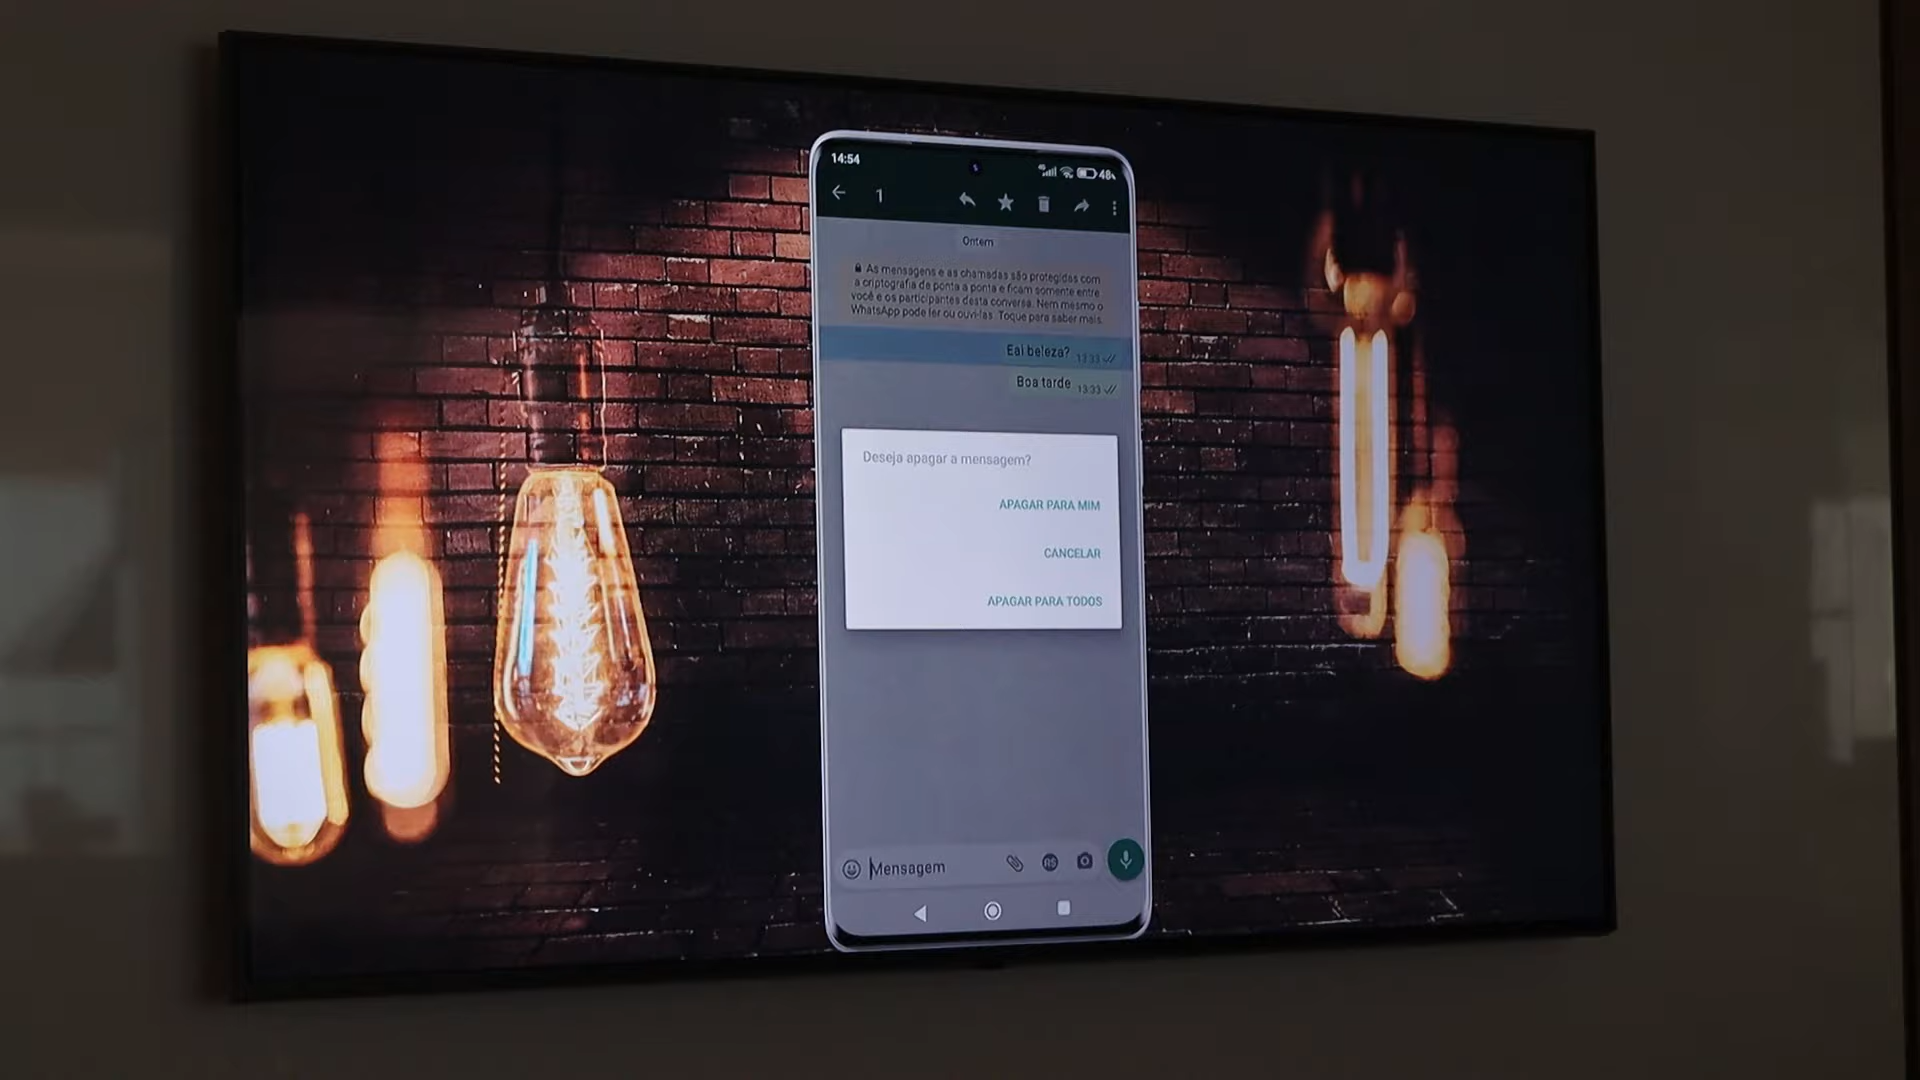 14:54
48%
1
Ontem
As mensagens e as chamadas são protegidas com
a criptografia de ponta a ponta e ficam somente entre
você e os participantes desta conversa. Nem mesmo o
WhatsApp pode ler ou ouvi-las. Toque para saber mais.
Eai beleza? 13:33
Boa tarde 13:33
Deseja apagar a mensagem?
APAGAR PARA MIM
CANCELAR
APAGAR PARA TODOS
Mensagem
R$